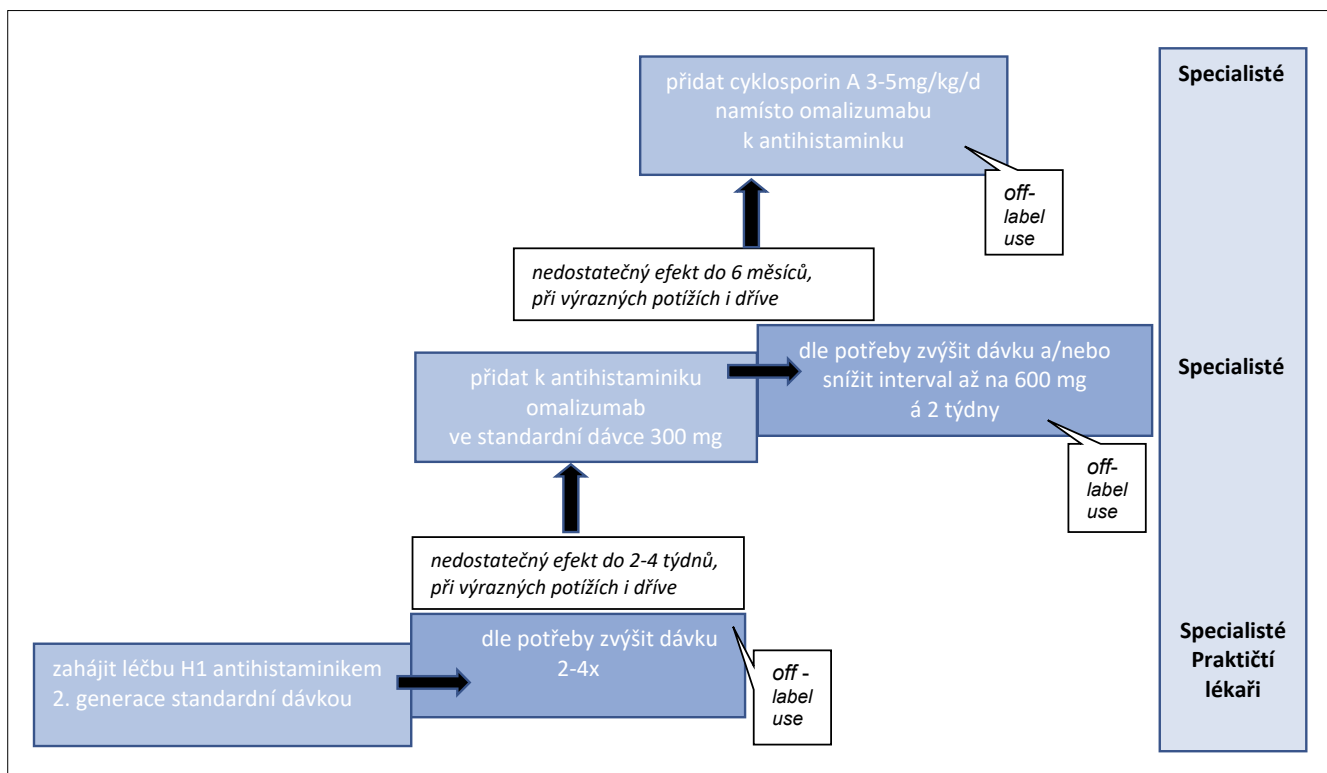 přidat cyklosporin A 3-5mg/kg/d
namísto omalizumabu
k antihistaminku
off-
label
use
Specialisté
nedostatečný efekt do 6 měsíců,
při výrazných potížích i dříve
přidat k antihistaminiku
omalizumab
ve standardní dávce 300 mg
dle potřeby zvýšit dávku a/nebo
snížit interval až na 600 mg
á 2 týdny
off-
label
use
Specialisté
nedostatečný efekt do 2-4 týdnů,
při výrazných potížích i dříve
zahájit léčbu H1 antihistaminikem
2. generace standardní dávkou
dle potřeby zvýšit dávku
2-4x
off -
label
use
Specialisté
Praktičtí
lékaři